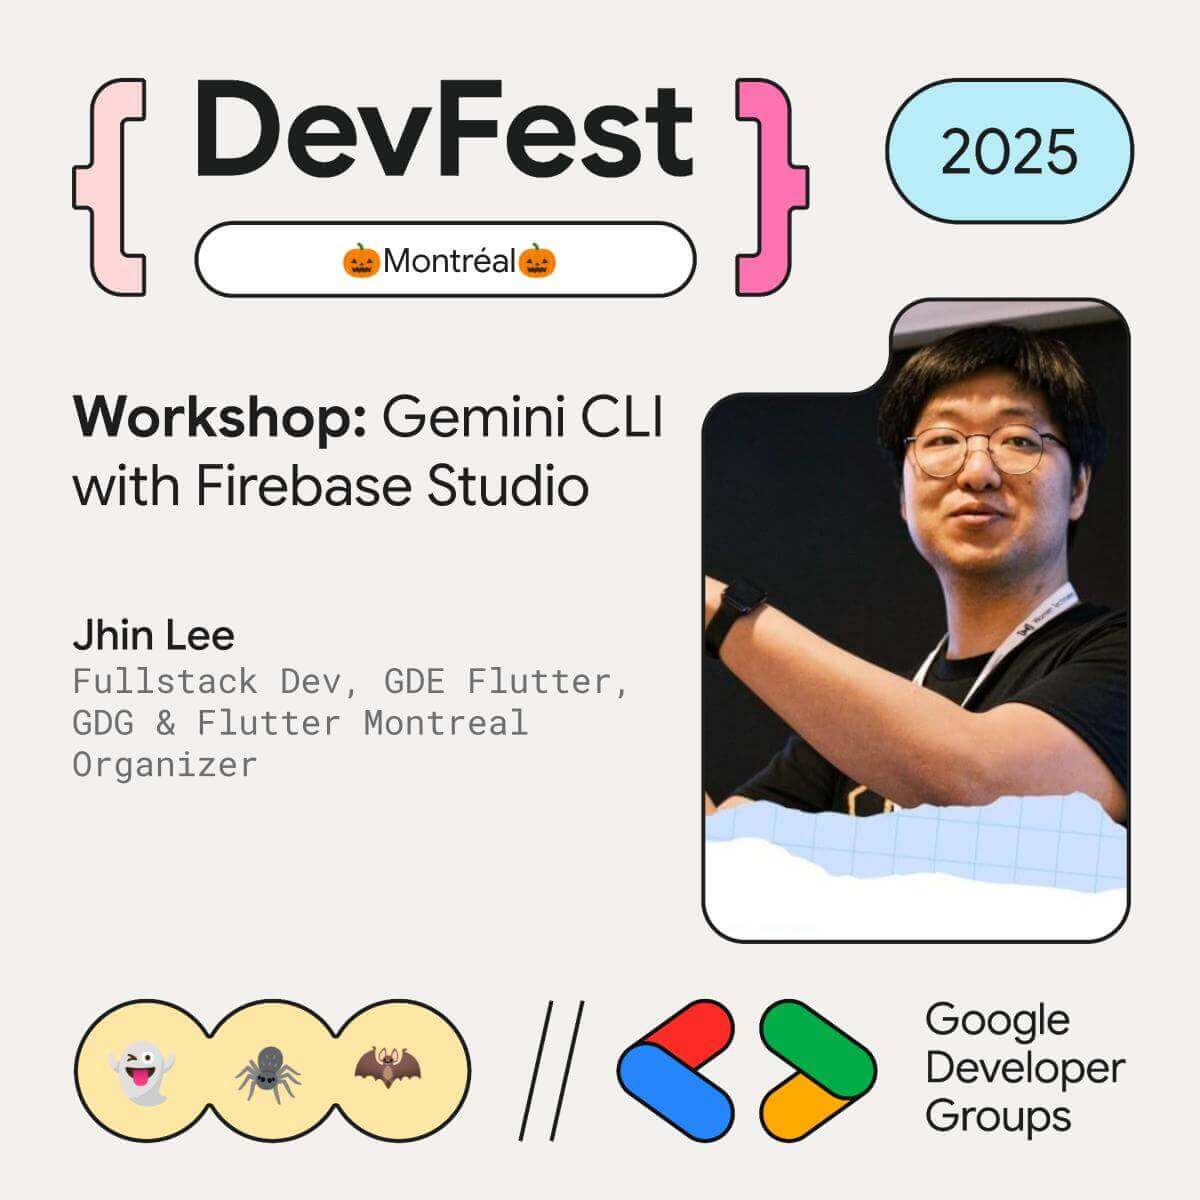 DevFest
2025
🎃Montréal🎃
Workshop: Gemini CLI
with Firebase Studio
Jhin Lee
Fullstack Dev, GDE Flutter,
GDG & Flutter Montreal
Organizer
Google
Developer
Groups